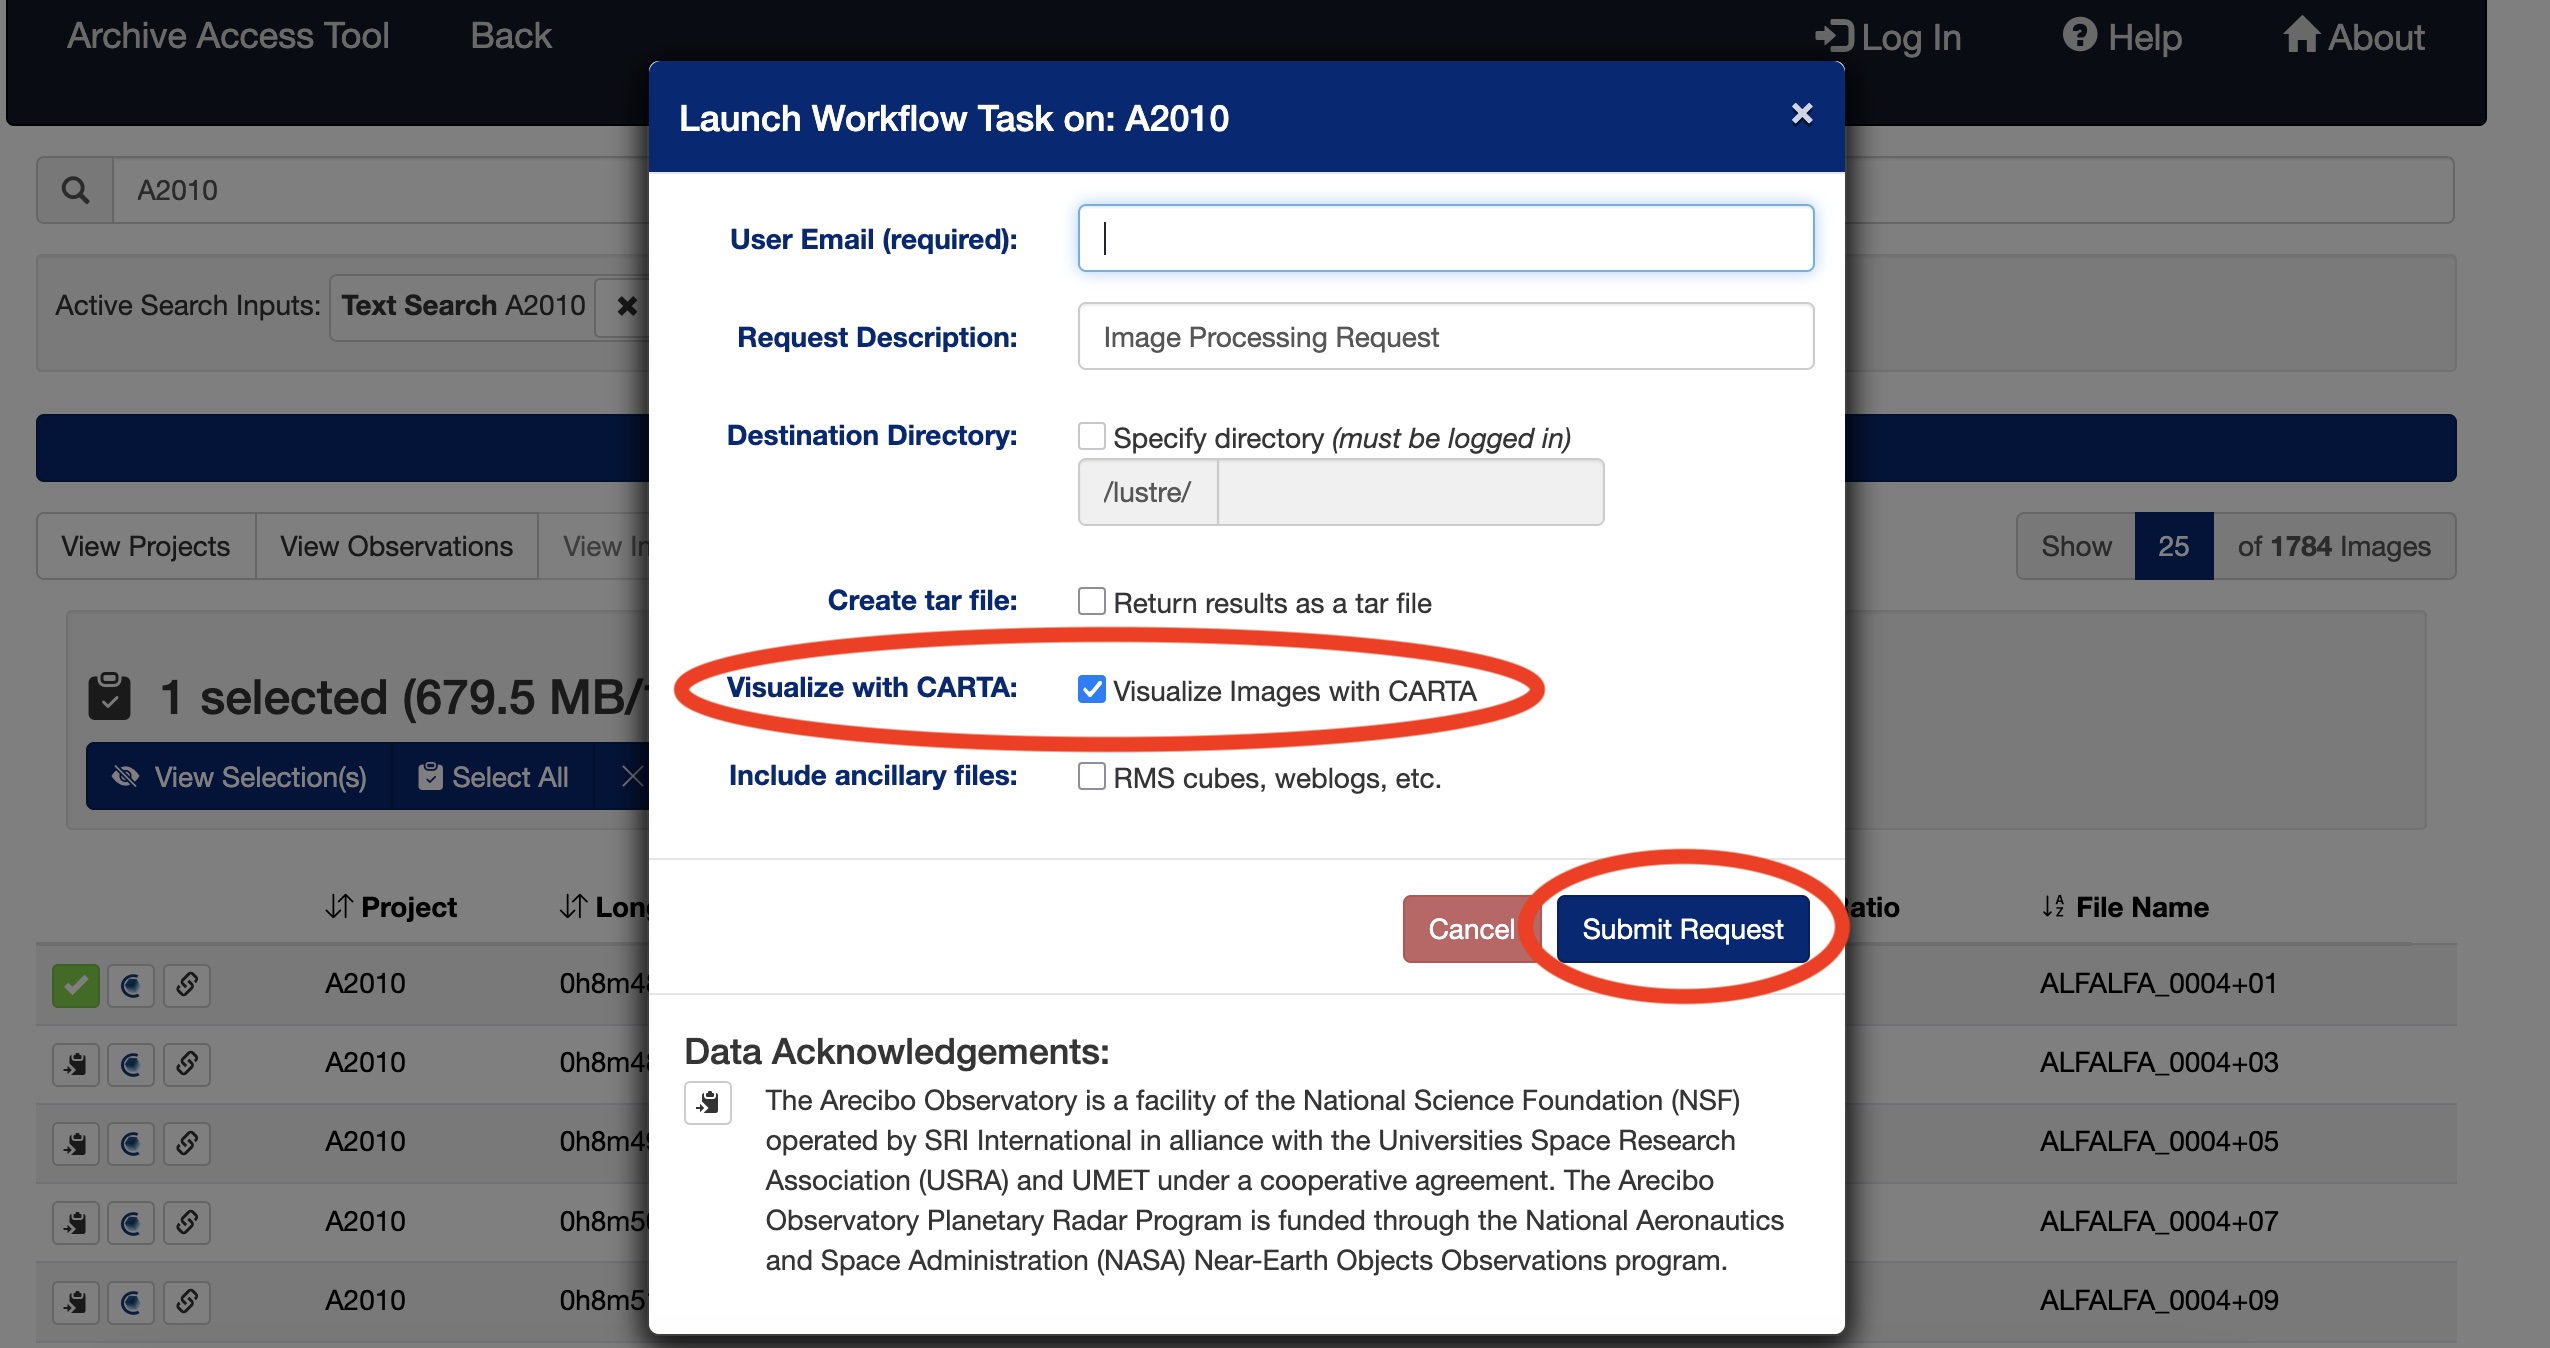 Archive Access Tool Back Log In Help About
Launch Workflow Task on: A2010
A2010
User Email (required):
Active Search Inputs: Text Search A2010
Request Description: Image Processing Request
Destination Directory: Specify directory (must be logged in)
/lustre/
View Projects View Observations View Show 25 of 1784 Images
Create tar file: Return results as a tar file
1 selected (679.5 MB/
Visualize with CARTA: Visualize Images with CARTA
View Selection(s) Select All
Include ancillary files: RMS cubes, weblogs, etc.
Project File Name
Cancel Submit Request
A2010 0h8m4 ALFALFA_0004+01
Data Acknowledgements:
A2010 0h8m4 ALFALFA_0004+03
The Arecibo Observatory is a facility of the National Science Foundation (NSF)
operated by SRI International in alliance with the Universities Space Research
Association (USRA) and UMET under a cooperative agreement. The Arecibo
Observatory Planetary Radar Program is funded through the National Aeronautics
and Space Administration (NASA) Near-Earth Objects Observations program.
A2010 0h8m4 ALFALFA_0004+05
A2010 0h8m5 ALFALFA_0004+07
A2010 0h8m5 ALFALFA_0004+09